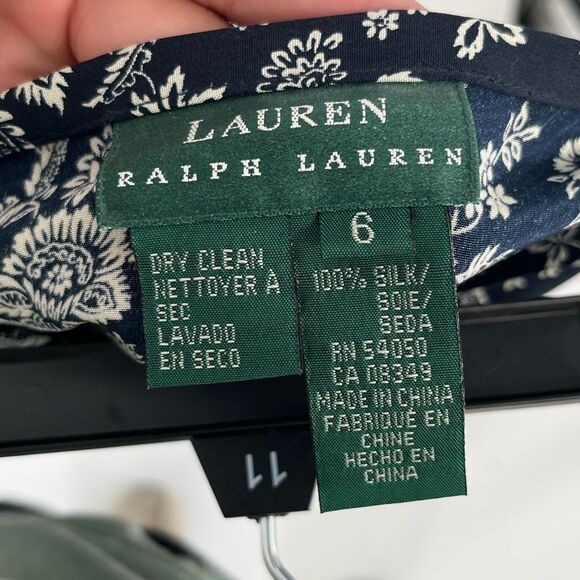 LAUREN
RALPH LAUREN
6
DRY CLEAN
NETTOYER À
SEC
LAVADO
EN SECO
100% SILK/
SOIE/
SEDA
RN 54050
CA 08349
MADE IN CHINA
FABRIQUÉ EN
CHINE
HECHO EN
CHINA
11